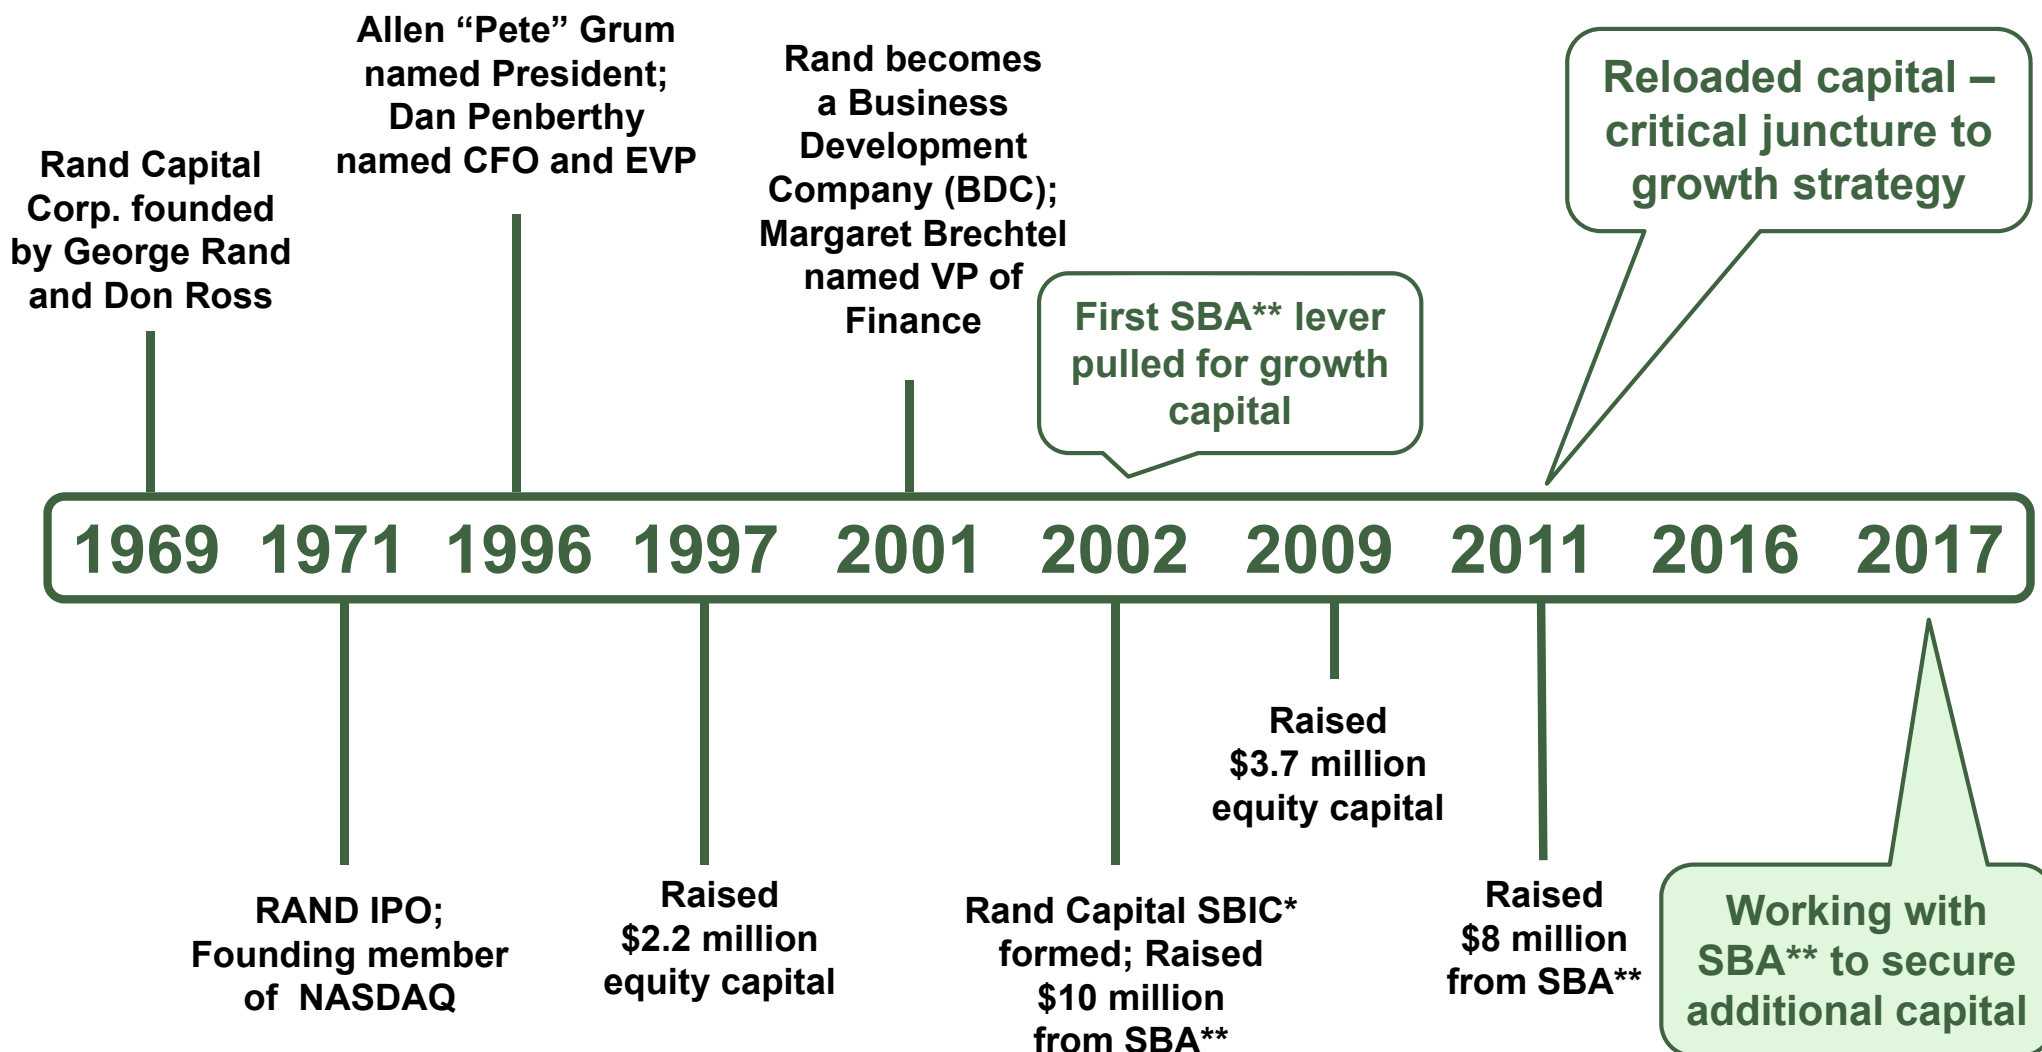 Allen “Pete” Grum
named President;
Dan Penberthy
named CFO and EVP
Rand becomes
a Business
Development
Company (BDC);
Margaret Brechtel
named VP of
Finance
Reloaded capital –
critical juncture to
growth strategy
Rand Capital
Corp. founded
by George Rand
and Don Ross
First SBA** lever
pulled for growth
capital
1969 1971 1996 1997 2001 2002 2009 2011 2016 2017
Raised
$3.7 million
equity capital
RAND IPO;
Founding member
of NASDAQ
Raised
$2.2 million
equity capital
Rand Capital SBIC*
formed; Raised
$10 million
from SBA**
Raised
$8 million
from SBA**
Working with
SBA** to secure
additional capital